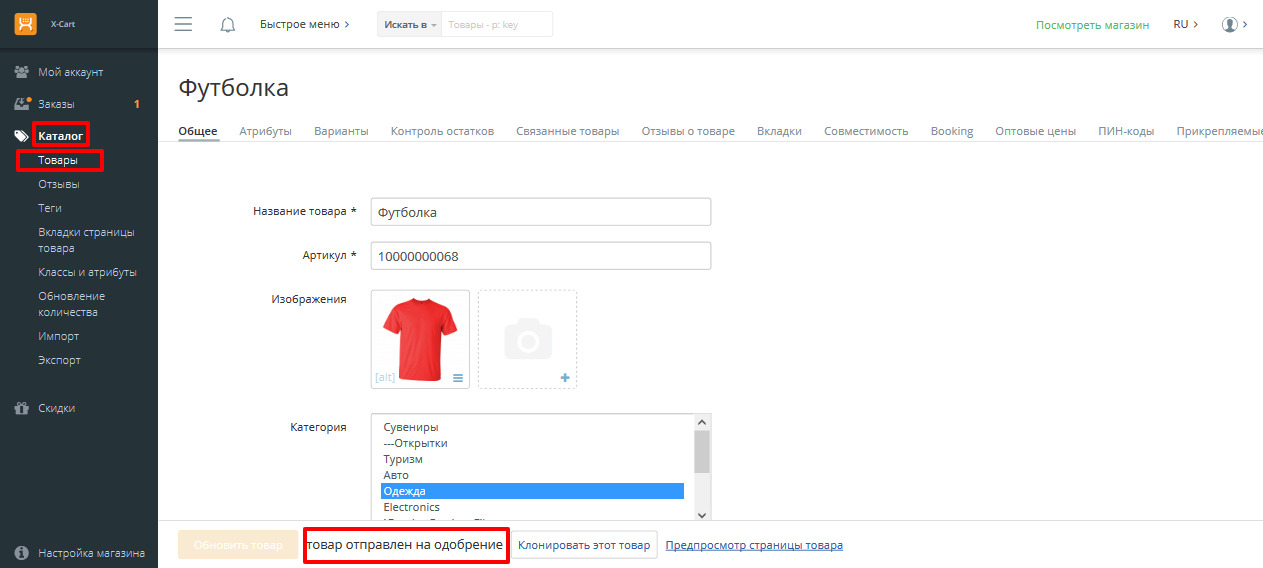 X-Cart
Быстрое меню
Искать в
Товары - p: key
Посмотреть магазин
RU
Мой аккаунт
Заказы
1
Каталог
Товары
Отзывы
Теги
Вкладки страницы
товара
Классы и атрибуты
Обновление
количества
Импорт
Экспорт
Скидки
Настройка магазина
Футболка
Общее Атрибуты Варианты Контроль остатков Связанные товары Отзывы о товаре Вкладки Совместимость Booking Оптовые цены ПИН-коды Прикрепляемые
Название товара * Футболка
Артикул * 10000000068
Изображения
[alt]
Категория
Сувениры
---Открытки
Туризм
Авто
Одежда
Electronics
Обновить товар товар отправлен на одобрение Клонировать этот товар Предпросмотр страницы товара